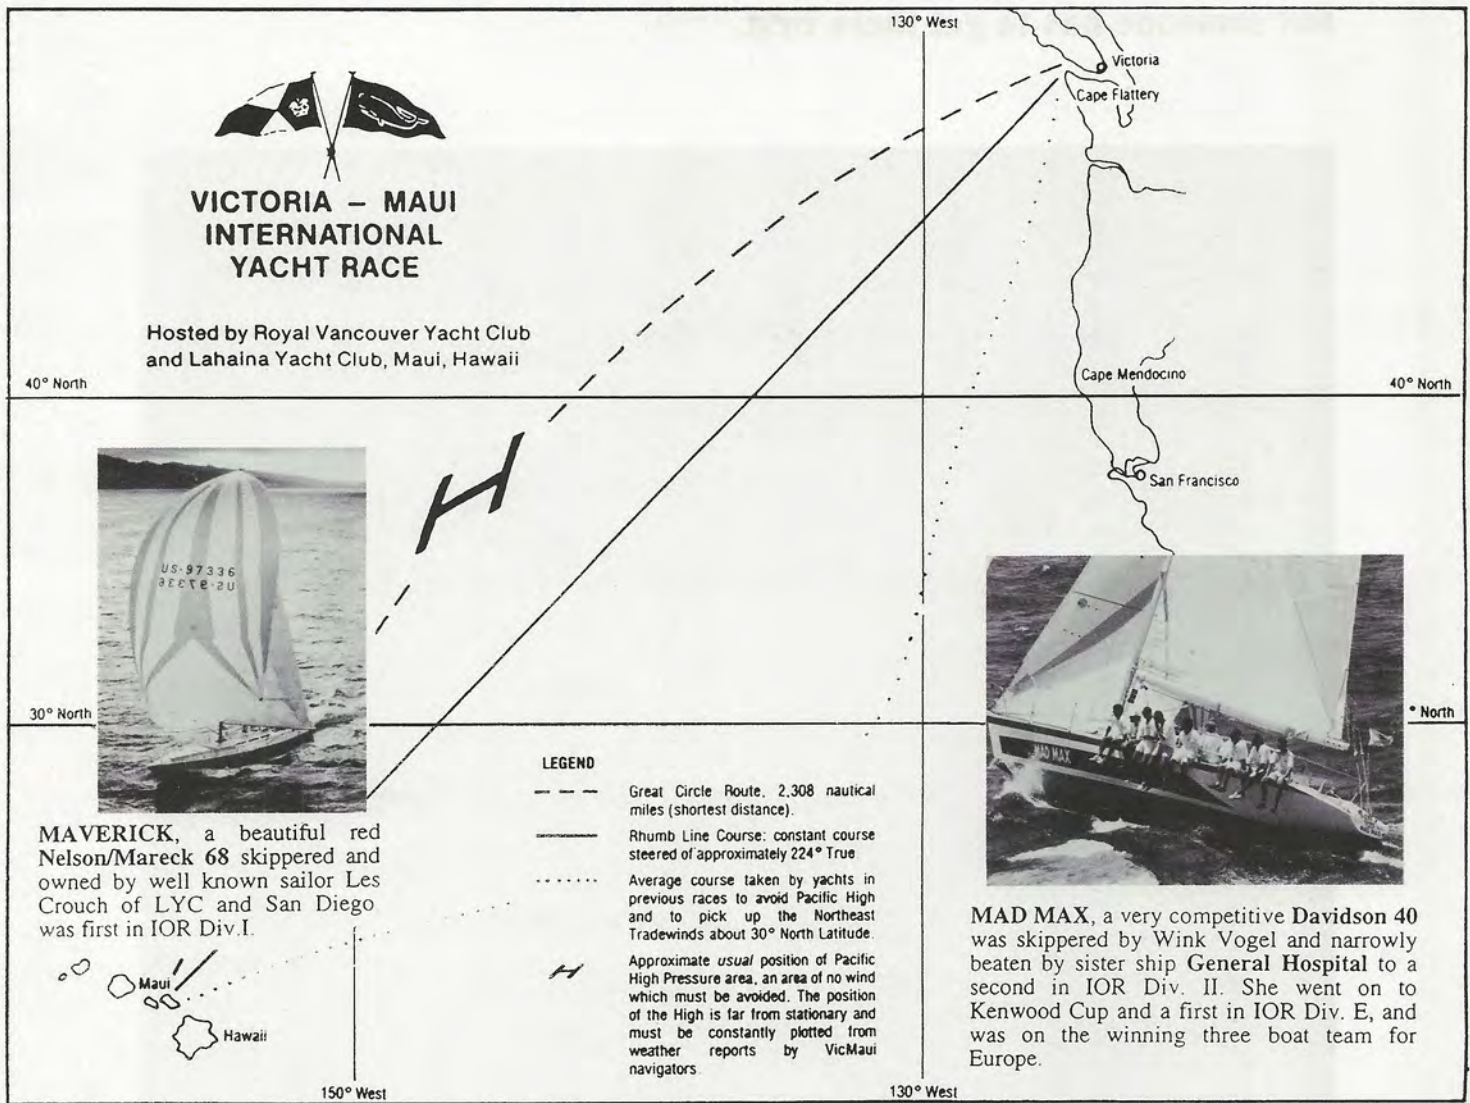 130° West
Victoria
Cape Flattery
VICTORIA – MAUI
INTERNATIONAL
YACHT RACE
Hosted by Royal Vancouver Yacht Club
and Lahaina Yacht Club, Maui, Hawaii
40° North
Cape Mendocino
40° North
San Francisco
H
US-97336
US-97336
30° North
° North
MAD MAX
MAVERICK, a beautiful red
Nelson/Mareck 68 skippered and
owned by well known sailor Les
Crouch of LYC and San Diego
was first in IOR Div.I.
Maui
Hawaii
150° West
LEGEND
Great Circle Route, 2,308 nautical
miles (shortest distance).
Rhumb Line Course: constant course
steered of approximately 224° True
Average course taken by yachts in
previous races to avoid Pacific High
and to pick up the Northeast
Tradewinds about 30° North Latitude.
H
Approximate usual position of Pacific
High Pressure area, an area of no wind
which must be avoided. The position
of the High is far from stationary and
must be constantly plotted from
weather reports by VicMaui
navigators
130° West
MAD MAX, a very competitive Davidson 40
was skippered by Wink Vogel and narrowly
beaten by sister ship General Hospital to a
second in IOR Div. II. She went on to
Kenwood Cup and a first in IOR Div. E, and
was on the winning three boat team for
Europe.